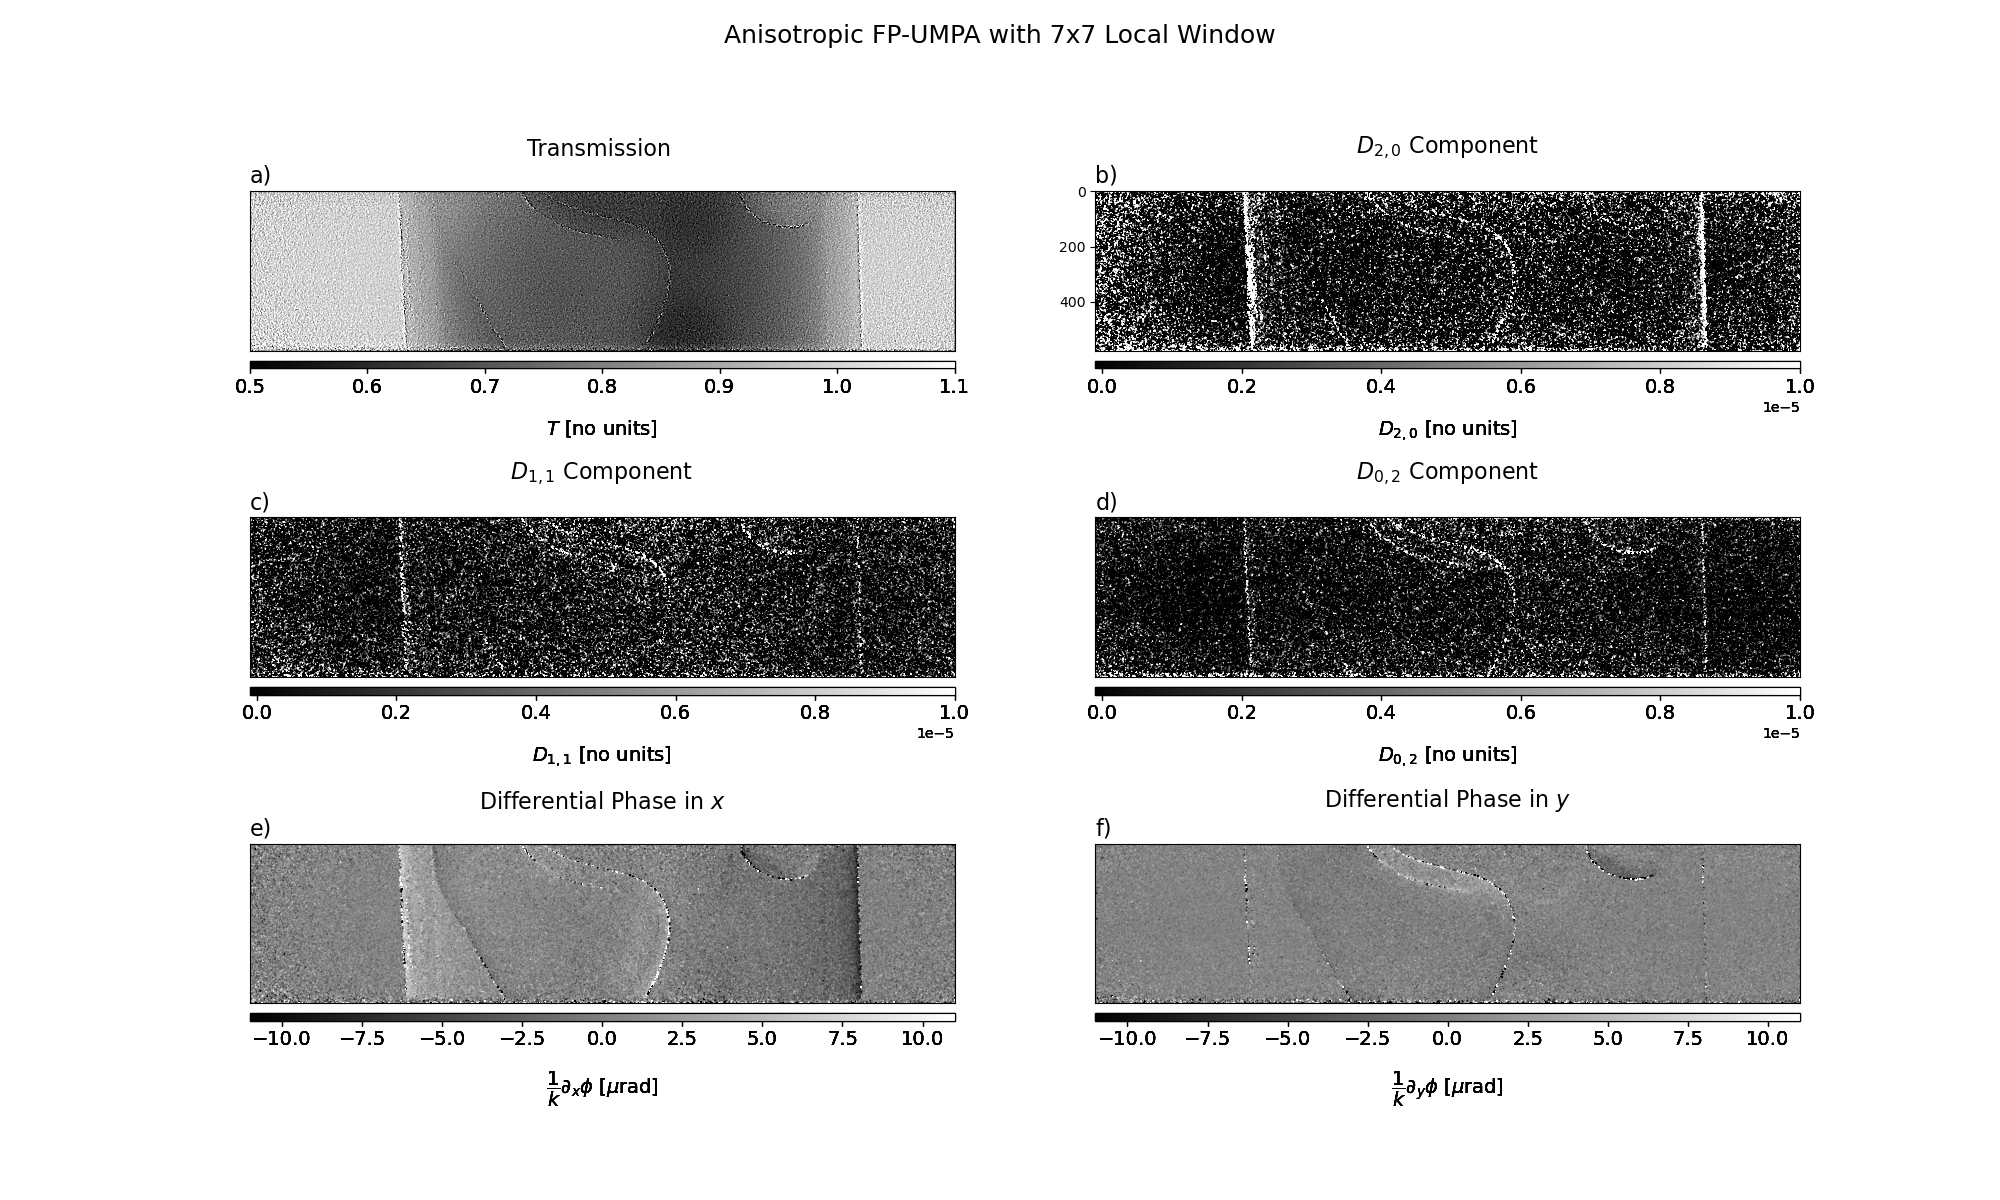 Anisotropic FP-UMPA with 7x7 Local Window
Transmission
a)
0.5 0.6 0.7 0.8 0.9 1.0 1.1
T [no units]
D2,0 Component
b)
0
200
400
0.0 0.2 0.4 0.6 0.8 1.0
1e−5
D2,0 [no units]
D1,1 Component
c)
0.0 0.2 0.4 0.6 0.8 1.0
1e−5
D1,1 [no units]
D0,2 Component
d)
0.0 0.2 0.4 0.6 0.8 1.0
1e−5
D0,2 [no units]
Differential Phase in x
e)
−10.0 −7.5 −5.0 −2.5 0.0 2.5 5.0 7.5 10.0
1/k ∂xϕ [μrad]
Differential Phase in y
f)
−10.0 −7.5 −5.0 −2.5 0.0 2.5 5.0 7.5 10.0
1/k ∂yϕ [μrad]